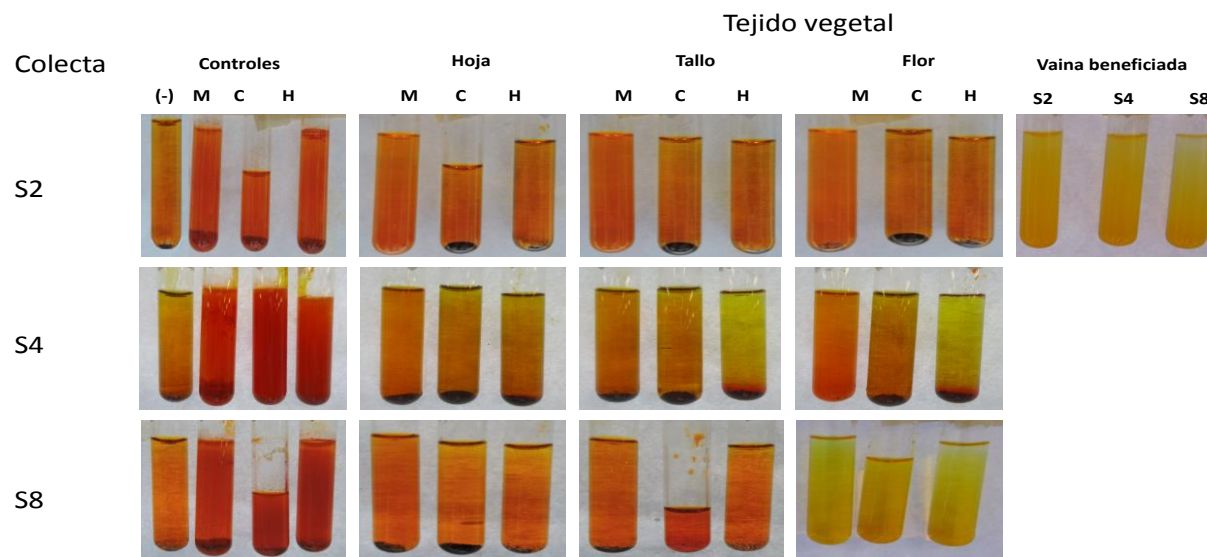 Tejido vegetal
Colecta
Controles
Hoja
Tallo
Flor
Vaina beneficiada
(-) M C H
M C H
M C H
M C H
S2 S4 S8
S2
S4
S8